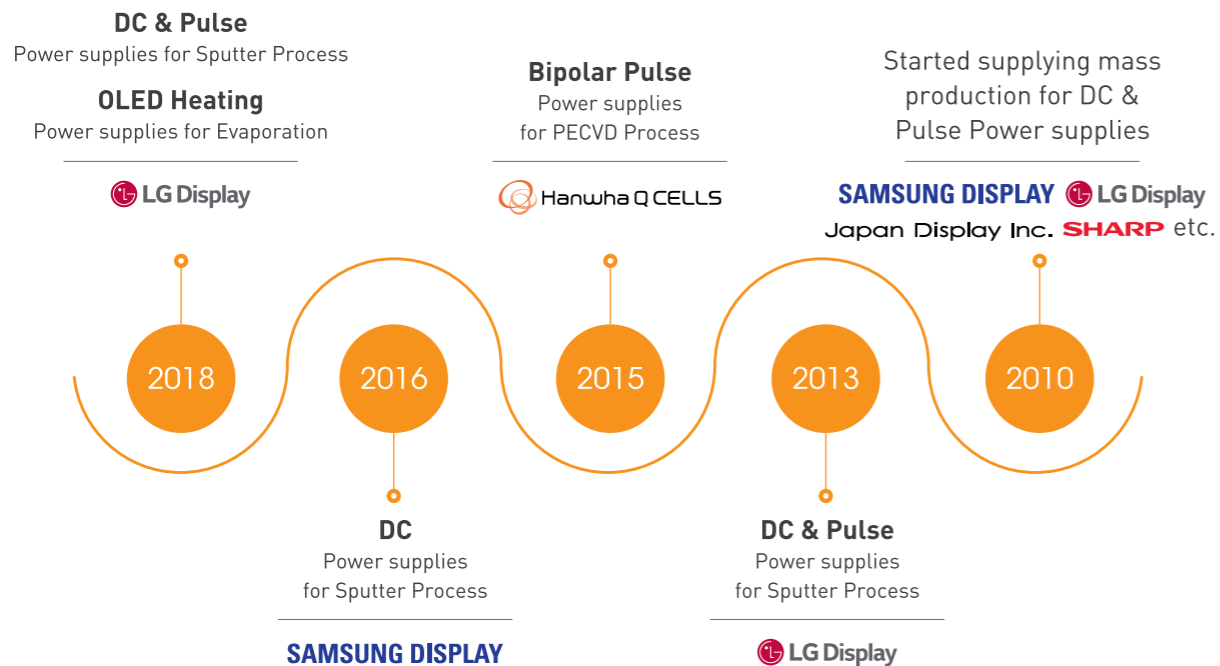 DC & Pulse
Power supplies for Sputter Process
OLED Heating
Power supplies for Evaporation
LG Display
Bipolar Pulse
Power supplies
for PECVD Process
Hanwha Q CELLS
Started supplying mass
production for DC &
Pulse Power supplies
SAMSUNG DISPLAY LG Display
Japan Display Inc. SHARP etc.
2018
2016
2015
2013
2010
DC
Power supplies
for Sputter Process
SAMSUNG DISPLAY
DC & Pulse
Power supplies
for Sputter Process
LG Display